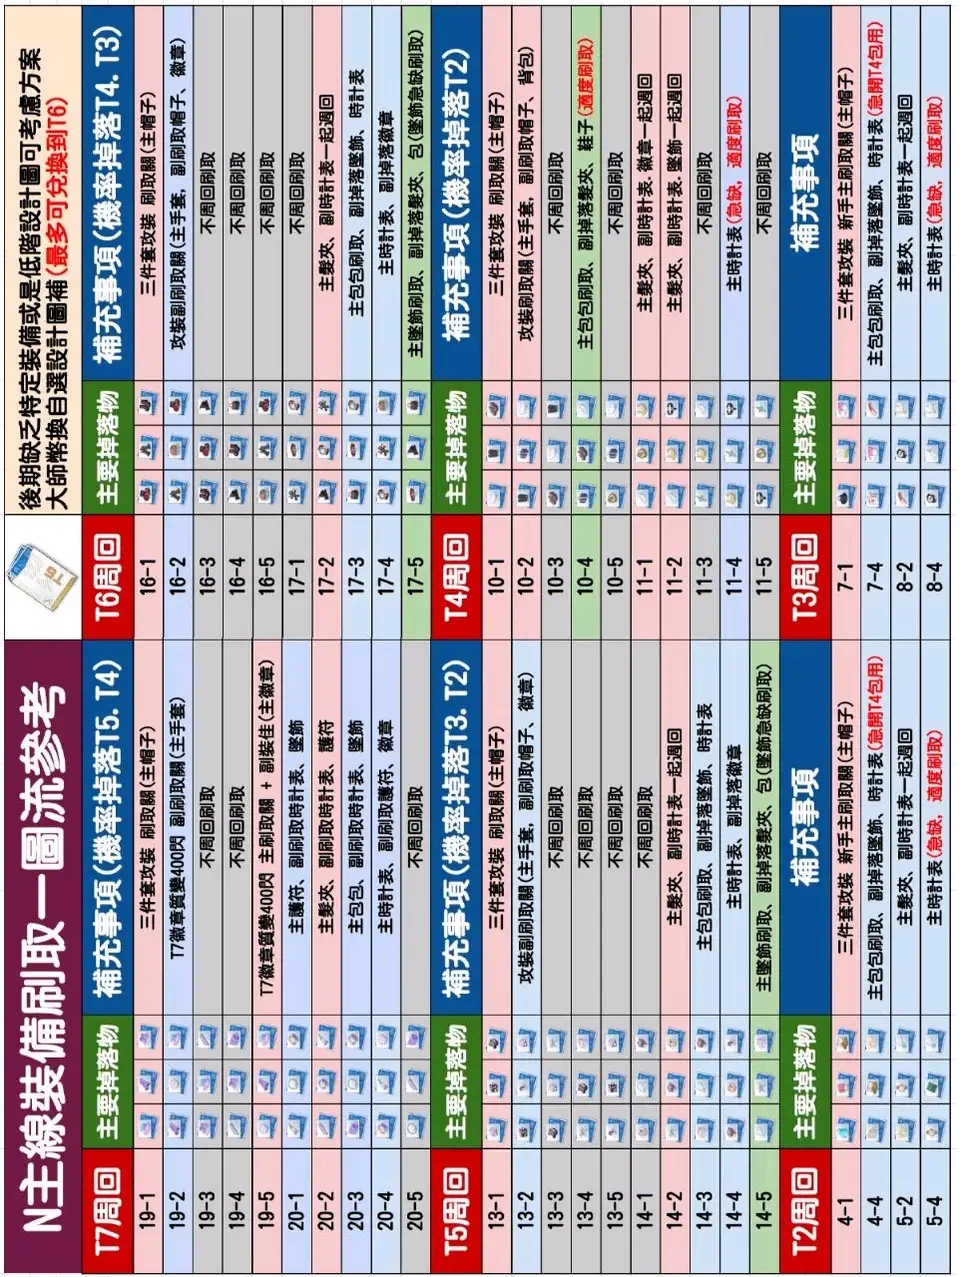 N主線裝備刷取一圖流參考
T6
後期缺乏特定裝備或是低階設計圖可考慮方案
大師幣換自選設計圖補(最多可兌換到T6)
T7周回 主要掉落物 補充事項(機率掉落T5.T4)
19-1 三件套攻裝 刷取關(主帽子)
19-2 T7徽章質變400閃 副刷取關(主手套)
19-3 不周回刷取
19-4 不周回刷取
19-5 T7徽章質變400閃 主刷取關 + 副裝佳(主徽章)
20-1 主護符、副刷取時計表、墜飾
20-2 主髮夾、副刷取時計表、護符
20-3 主包包、副刷取時計表、墜飾
20-4 主時計表、副刷取護符、徽章
20-5 不周回刷取
T6周回 主要掉落物 補充事項(機率掉落T4.T3)
16-1 三件套攻裝 刷取關(主帽子)
16-2 攻裝副刷取關(主手套, 副刷取帽子、徽章)
16-3 不周回刷取
16-4 不周回刷取
16-5 不周回刷取
17-1 不周回刷取
17-2 主髮夾、副時計表一起週回
17-3 主包包刷取、副掉落墜飾、時計表
17-4 主時計表、副掉落徽章
17-5 主墜飾刷取、副掉落髮夾、包(墜飾急缺刷取)
T5周回 主要掉落物 補充事項(機率掉落T3.T2)
13-1 三件套攻裝 刷取關(主帽子)
13-2 攻裝副刷取關(主手套, 副刷取帽子、徽章)
13-3 不周回刷取
13-4 不周回刷取
13-5 不周回刷取
14-1 不周回刷取
14-2 主髮夾、副時計表一起週回
14-3 主包包刷取、副掉落墜飾、時計表
14-4 主時計表、副掉落徽章
14-5 主墜飾刷取、副掉落髮夾、包(墜飾急缺刷取)
T4周回 主要掉落物 補充事項(機率掉落T2)
10-1 三件套攻裝 刷取關(主帽子)
10-2 攻裝刷取關(主手套, 副刷取帽子、背包)
10-3 不周回刷取
10-4 主包包刷取、副掉落髮夾、鞋子(適度刷取)
10-5 不周回刷取
11-1 主髮夾、副時計表.徽章一起週回
11-2 主髮夾、副時計表.墜飾一起週回
11-3 不周回刷取
11-4 主時計表(急缺, 適度刷取)
11-5 不周回刷取
T2周回 主要掉落物 補充事項
4-1 三件套攻裝 新手主刷取關(主帽子)
4-4 主包包刷取、副掉落墜飾、時計表(急開T4包用)
5-2 主髮夾、副時計表一起週回
5-4 主時計表(急缺, 適度刷取)
T3周回 主要掉落物 補充事項
7-1 三件套攻裝 新手主刷取關(主帽子)
7-4 主包包刷取、副掉落墜飾、時計表(急開T4包用)
8-2 主髮夾、副時計表一起週回
8-4 主時計表(急缺, 適度刷取)